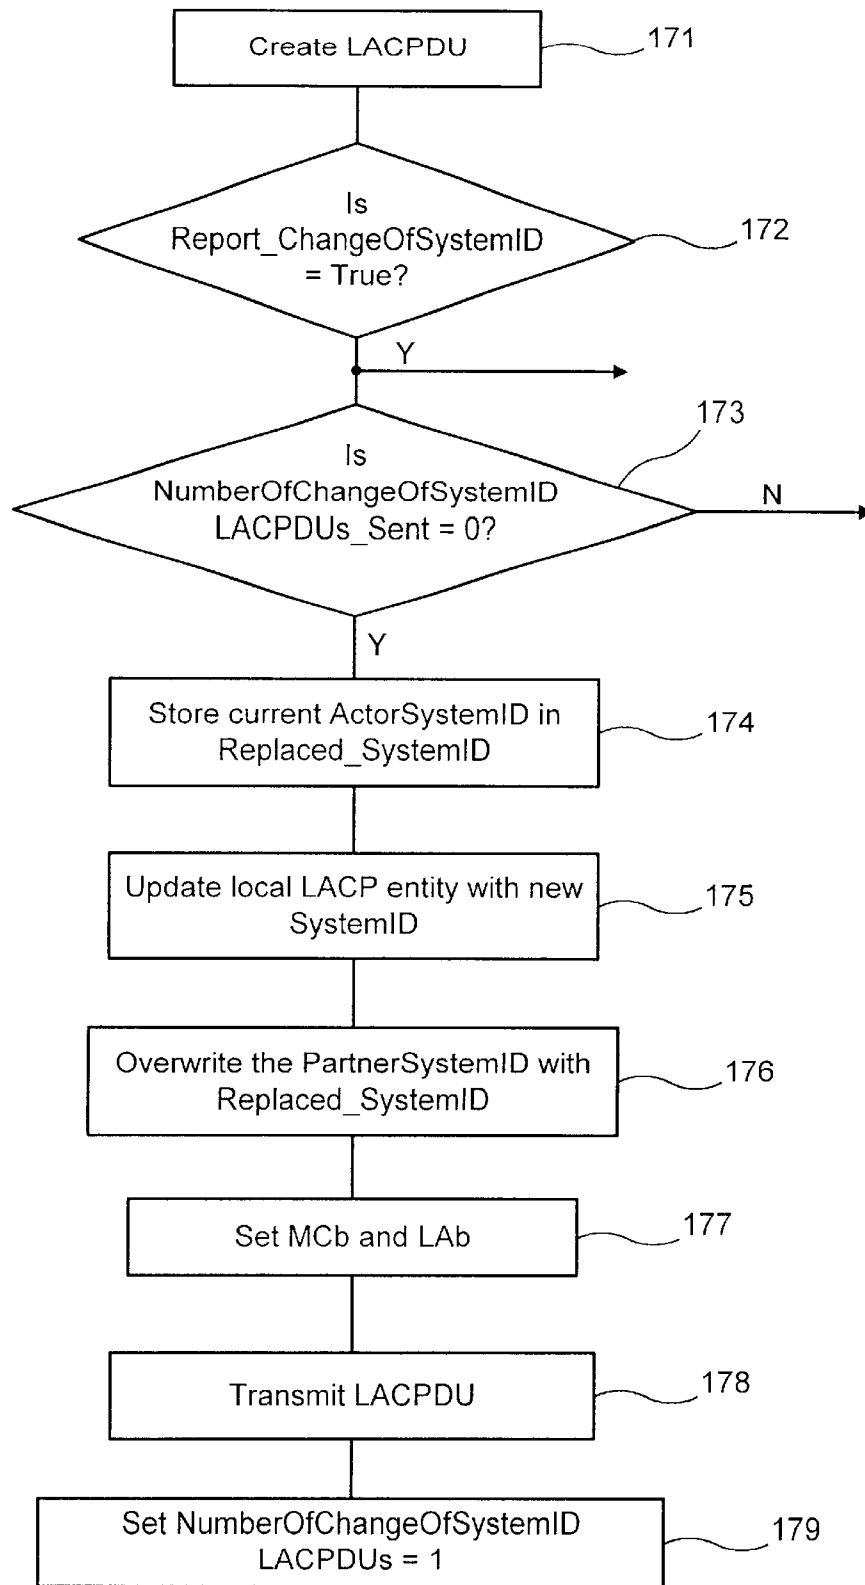 Create LACPDU
171
Is
Report_ChangeOfSystemID
= True?
172
Y
173
Is
NumberOfChangeOfSystemID
LACPDUs_Sent = 0?
N
Y
Store current ActorSystemID in
Replaced_SystemID
174
Update local LACP entity with new
SystemID
175
Overwrite the PartnerSystemID with
Replaced_SystemID
176
Set MCb and LAb
177
Transmit LACPDU
178
Set NumberOfChangeOfSystemID
LACPDUs = 1
179